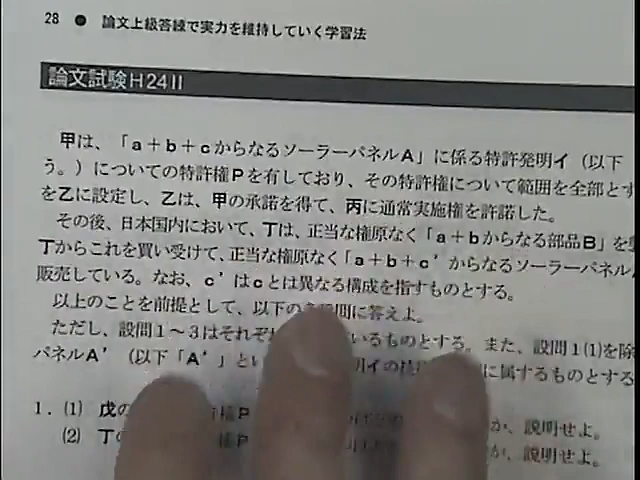 28 ● 論文上級答練で実力を維持していく学習法
論文試験H24II
甲は、「a+b+cからなるソーラーパネルA」に係る特許発明イ（以下
う。）についての特許権Pを有しており、その特許権について範囲を全部とす
を乙に設定し、乙は、甲の承諾を得て、丙に通常実施権を許諾した。
その後、日本国内において、丁は、正当な権原なく「a+bからなる部品B」を
丁からこれを買い受けて、正当な権原なく「a+b+c'からなるソーラーパネル
販売している。なお、c'はcとは異なる構成を指すものとする。
以上のことを前提として、以下の 問に答えよ。
ただし、設問1～3はそれぞれ いるものとする。また、設問1(1)を除
パネルA'（以下「A'」とい 明イの技 に属するものとする
1．(1) 戊の 権P か、説明せよ。
(2) 丁の 権P か、説明せよ。